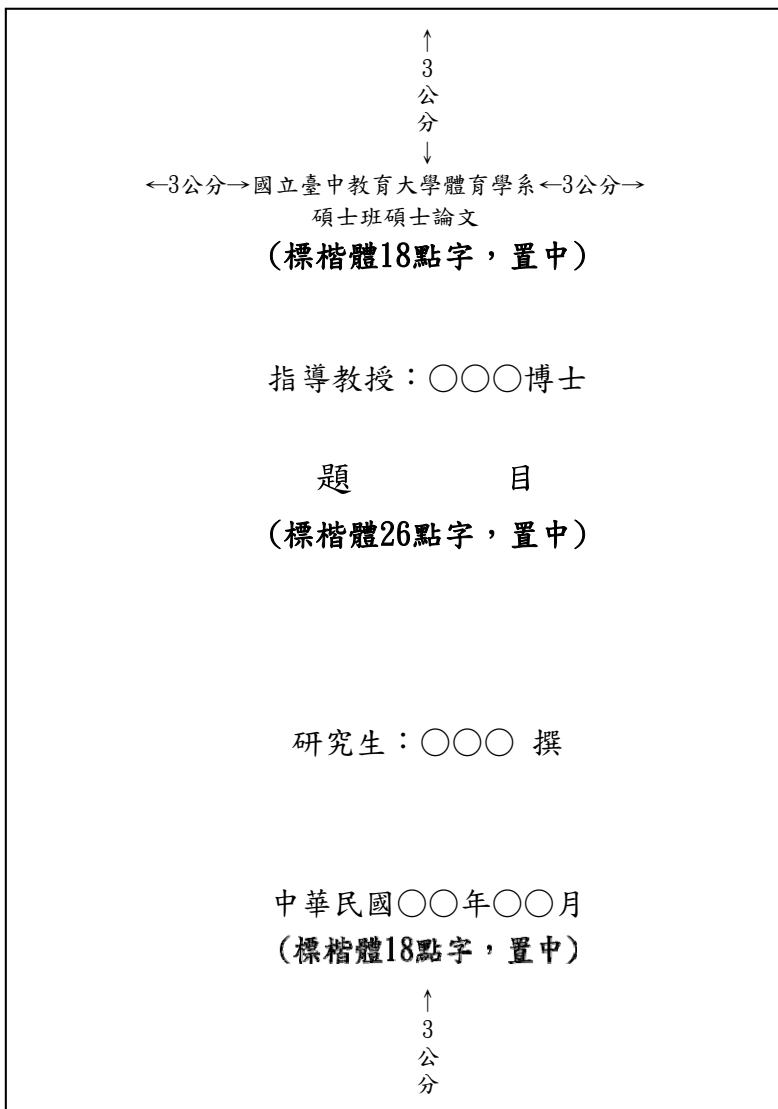 ↑
3
公
分
↓
←3公分→國立臺中教育大學體育學系←3公分→
碩士班碩士論文
(標楷體18點字，置中)
指導教授：○○○博士
題 目
(標楷體26點字，置中)
研究生：○○○ 撰
中華民國○○年○○月
(標楷體18點字，置中)
↑
3
公
分